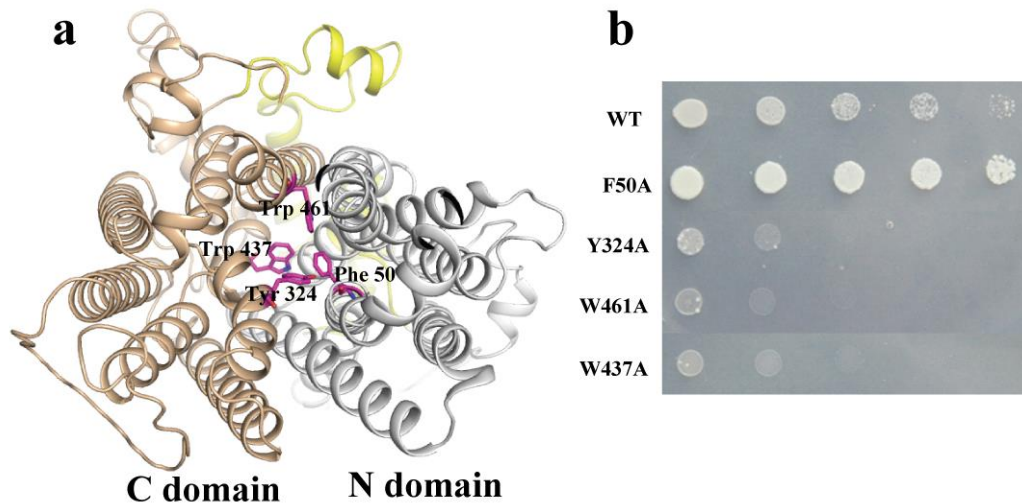 a
Trp 461
Trp 437
Phe 50
Tyr 324
C domain
N domain
b
WT
F50A
Y324A
W461A
W437A